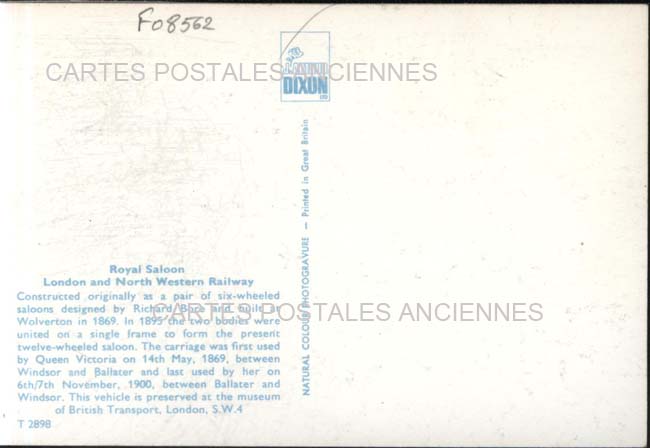 F08562
CARTES POSTALES ANCIENNES
DIXON
NATURAL COLOUR PHOTOGRAVURE — Printed in Great Britain
Royal Saloon
London and North Western Railway
Constructed originally as a pair of six-wheeled
saloons designed by Richard and built
Wolverton in 1869. In 1895 the two bodies were
united on a single frame to form the present
twelve-wheeled saloon. The carriage was first used
by Queen Victoria on 14th May, 1869, between
Windsor and Ballater and last used by her on
6th/7th November, 1900, between Ballater and
Windsor. This vehicle is preserved at the museum
of British Transport, London, S.W.4
T 2898
CARTES POSTALES ANCIENNES